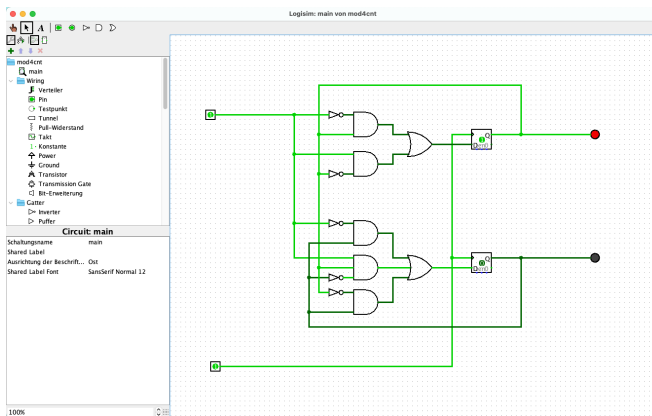 Logisim: main von mod4cnt
A
mod4cnt
main
Wiring
Verteiler
Pin
Testpunkt
Tunnel
Pull-Widerstand
Takt
Konstante
Power
Ground
Transistor
Transmission Gate
Bit-Erweiterung
Gatter
Inverter
Puffer
Circuit: main
Schaltungsname main
Shared Label
Ausrichtung der Beschrift... Ost
Shared Label Font SansSerif Normal 12
100%
Q
Q